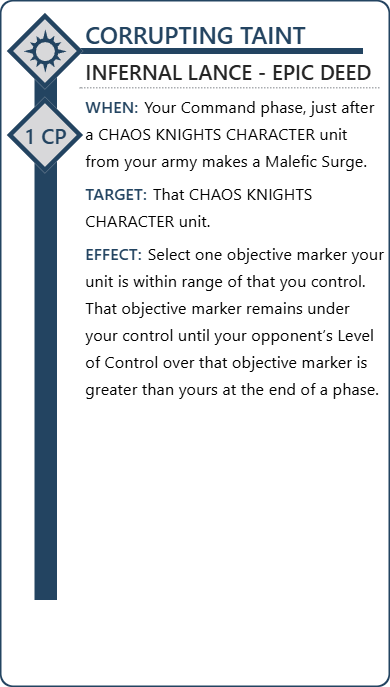 CORRUPTING TAINT
INFERNAL LANCE - EPIC DEED
1 CP
WHEN: Your Command phase, just after
a CHAOS KNIGHTS CHARACTER unit
from your army makes a Malefic Surge.
TARGET: That CHAOS KNIGHTS
CHARACTER unit.
EFFECT: Select one objective marker your
unit is within range of that you control.
That objective marker remains under
your control until your opponent’s Level
of Control over that objective marker is
greater than yours at the end of a phase.